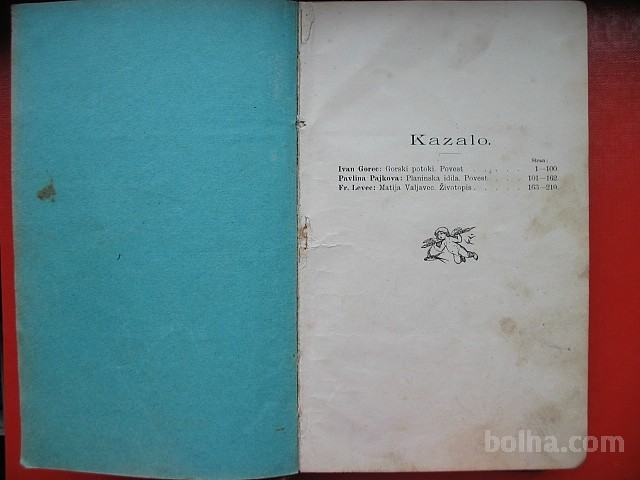 Kazalo.
Stran:
Ivan Gorec: Gorski potoki. Povest . . . . . . 1—100.
Pavlina Pajkova: Planinska idila. Povest. . . . . 101—162.
Fr. Levec: Matija Valjavec. Životopis . . . . . . 163—210.
bolha.com